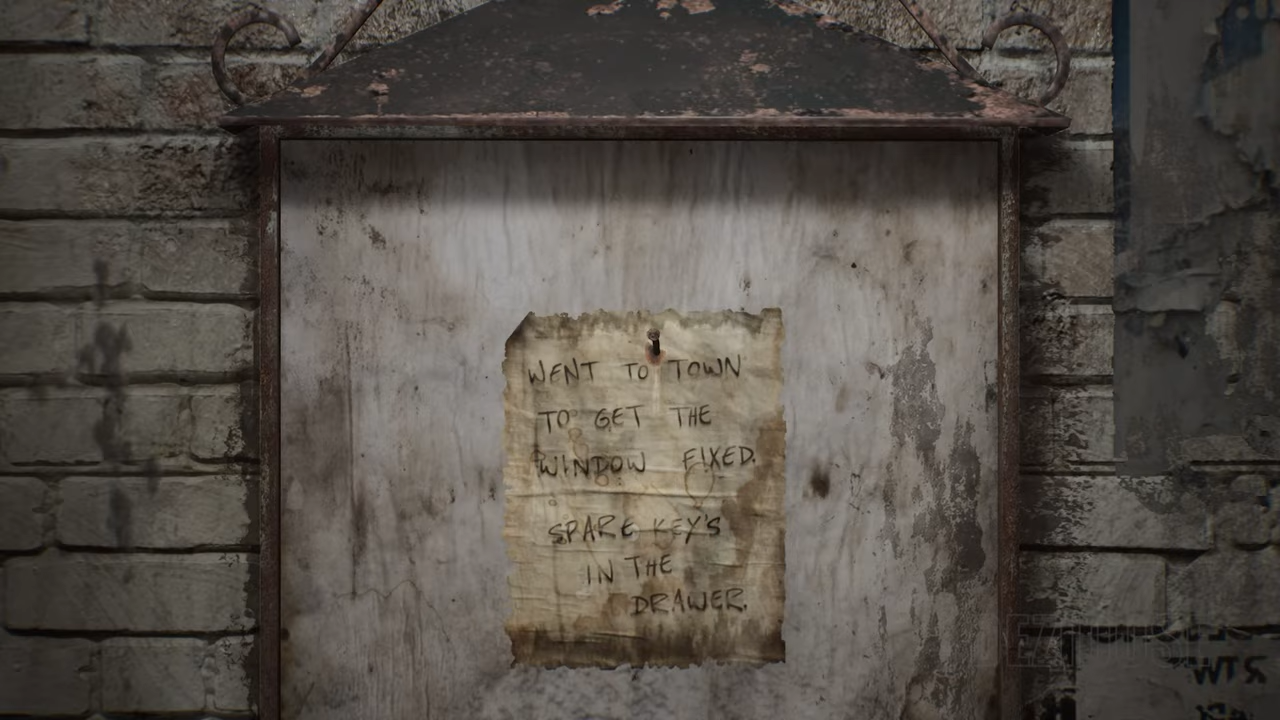 WENT TO TOWN
TO GET THE
WINDOW FIXED.
SPARE KEY'S
IN THE
DRAWER.